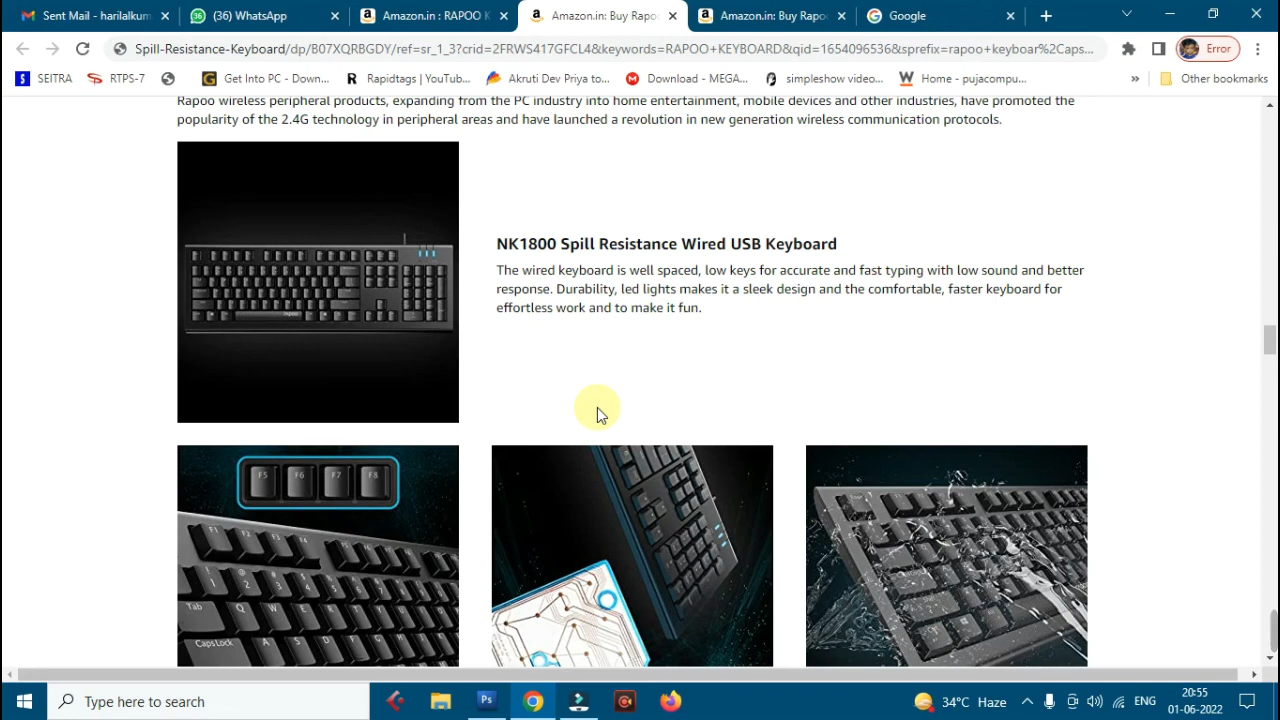 Sent Mail - harilalkum
(36) WhatsApp
Amazon.in : RAPOO K
Amazon.in: Buy Rapo
Amazon.in: Buy Rapo
Google
Spill-Resistance-Keyboard/dp/B07XQRBGDY/ref=sr_1_3?crid=2FRWS417GFCL4&keywords=RAPOO+KEYBOARD&qid=1654096536&sprefix=rapoo+keyboar%2Caps...
Error
SEITRA
RTPS-7
Get Into PC - Down...
Rapidtags | YouTub...
Akruti Dev Priya to...
Download - MEGA...
simpleshow video...
Home - pujacompu...
»
Other bookmarks
Rapoo wireless peripheral products, expanding from the PC industry into home entertainment, mobile devices and other industries, have promoted the
popularity of the 2.4G technology in peripheral areas and have launched a revolution in new generation wireless communication protocols.
rapoo
NK1800 Spill Resistance Wired USB Keyboard
The wired keyboard is well spaced, low keys for accurate and fast typing with low sound and better
response. Durability, led lights makes it a sleek design and the comfortable, faster keyboard for
effortless work and to make it fun.
F5 F6 F7 F8
F1 F2 F3 F4
Tab Q W E R T
CapsLock A S D F
Type here to search
Ps
34°C Haze
ENG
20:55
01-06-2022